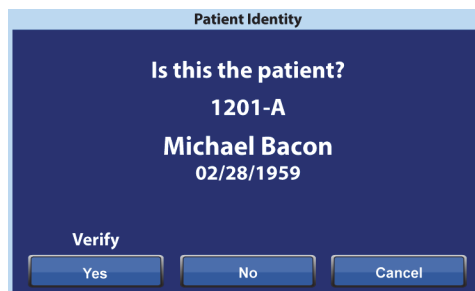 Patient Identity
Is this the patient?
1201-A
Michael Bacon
02/28/1959
Verify
Yes No Cancel